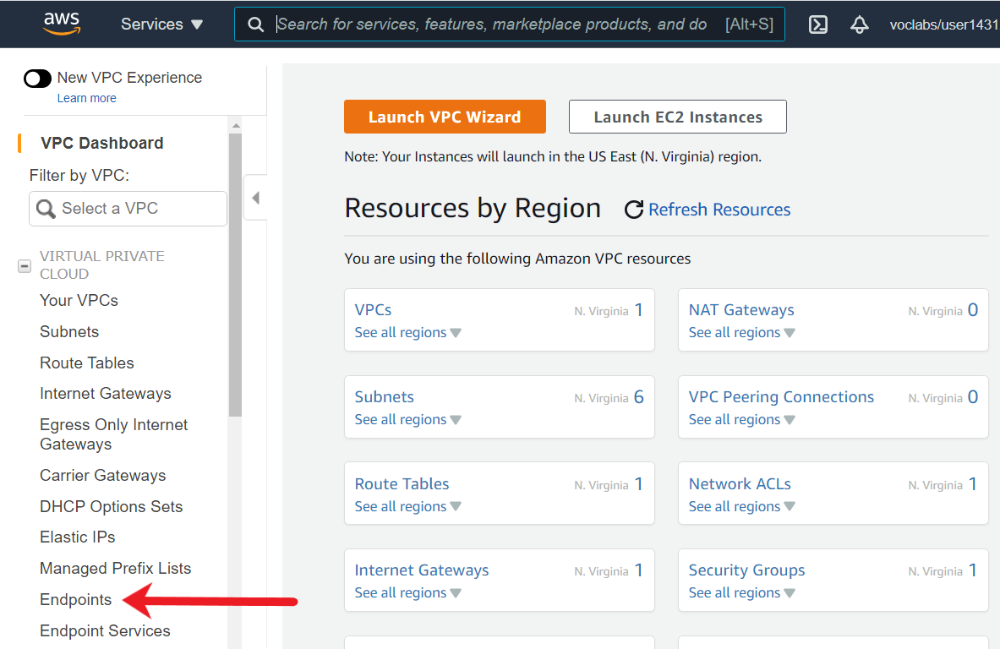 aws
Services
Search for services, features, marketplace products, and do
[Alt+S]
voclabs/user1431
New VPC Experience
Learn more
VPC Dashboard
Filter by VPC:
Select a VPC
VIRTUAL PRIVATE
CLOUD
Your VPCs
Subnets
Route Tables
Internet Gateways
Egress Only Internet
Gateways
Carrier Gateways
DHCP Options Sets
Elastic IPs
Managed Prefix Lists
Endpoints
Endpoint Services
Launch VPC Wizard
Launch EC2 Instances
Note: Your Instances will launch in the US East (N. Virginia) region.
Resources by Region
Refresh Resources
You are using the following Amazon VPC resources
VPCs N. Virginia 1
See all regions
NAT Gateways N. Virginia 0
See all regions
Subnets N. Virginia 6
See all regions
VPC Peering Connections N. Virginia 0
See all regions
Route Tables N. Virginia 1
See all regions
Network ACLs N. Virginia 1
See all regions
Internet Gateways N. Virginia 1
See all regions
Security Groups N. Virginia 1
See all regions